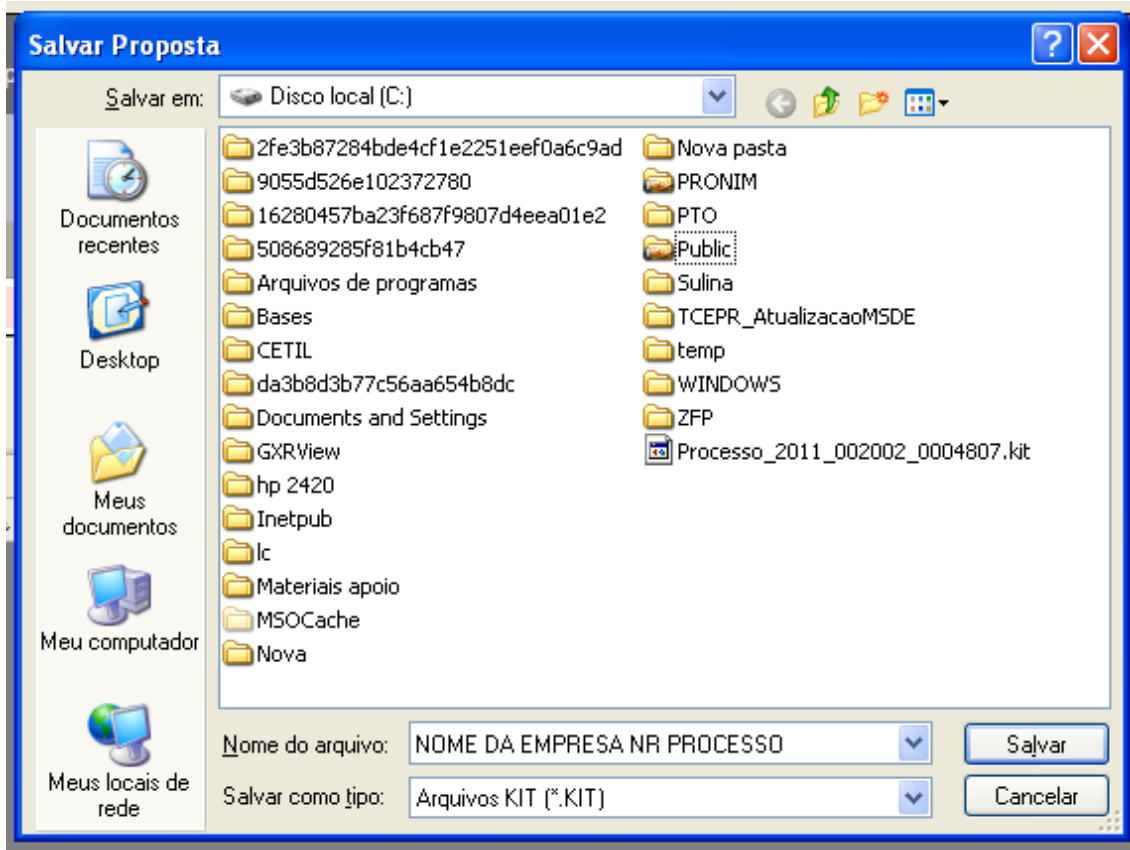 Salvar Proposta
Salvar em:
Disco local (C:)
Documentos
recentes
Desktop
Meus
documentos
Meu computador
Meus locais de
rede
2fe3b87284bde4cf1e2251eef0a6c9ad
9055d526e102372780
16280457ba23f687f9807d4eea01e2
508689285f81b4cb47
Arquivos de programas
Bases
CETIL
da3b8d3b77c56aa654b8dc
Documents and Settings
GXRView
hp 2420
Inetpub
lc
Materiais apoio
MSOCache
Nova
Nova pasta
PRONIM
PTO
Public
Sulina
TCEPR_AtualizacaoMSDE
temp
WINDOWS
ZFP
Processo_2011_002002_0004807.kit
Nome do arquivo:
NOME DA EMPRESA NR PROCESSO
Salvar
Salvar como tipo:
Arquivos KIT (*.KIT)
Cancelar